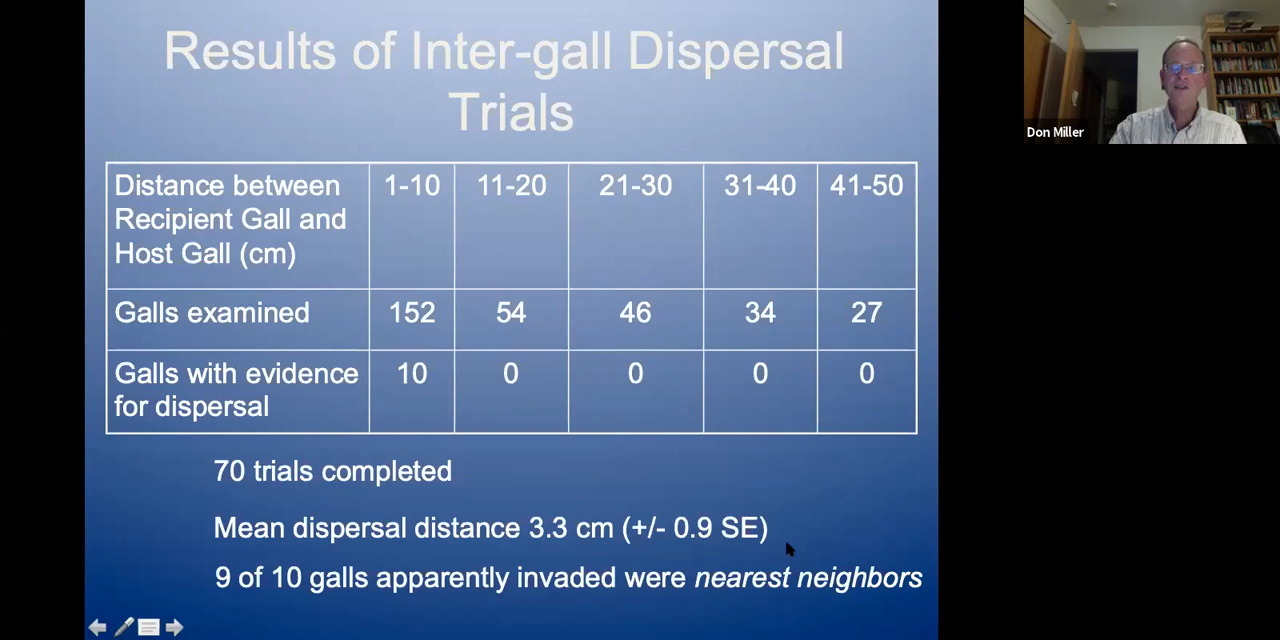 Results of Inter-gall Dispersal
Trials
Distance between
Recipient Gall and
Host Gall (cm)
1-10
11-20
21-30
31-40
41-50
Galls examined
152
54
46
34
27
Galls with evidence
for dispersal
10
0
0
0
0
70 trials completed
Mean dispersal distance 3.3 cm (+/- 0.9 SE)
9 of 10 galls apparently invaded were nearest neighbors
Don Miller